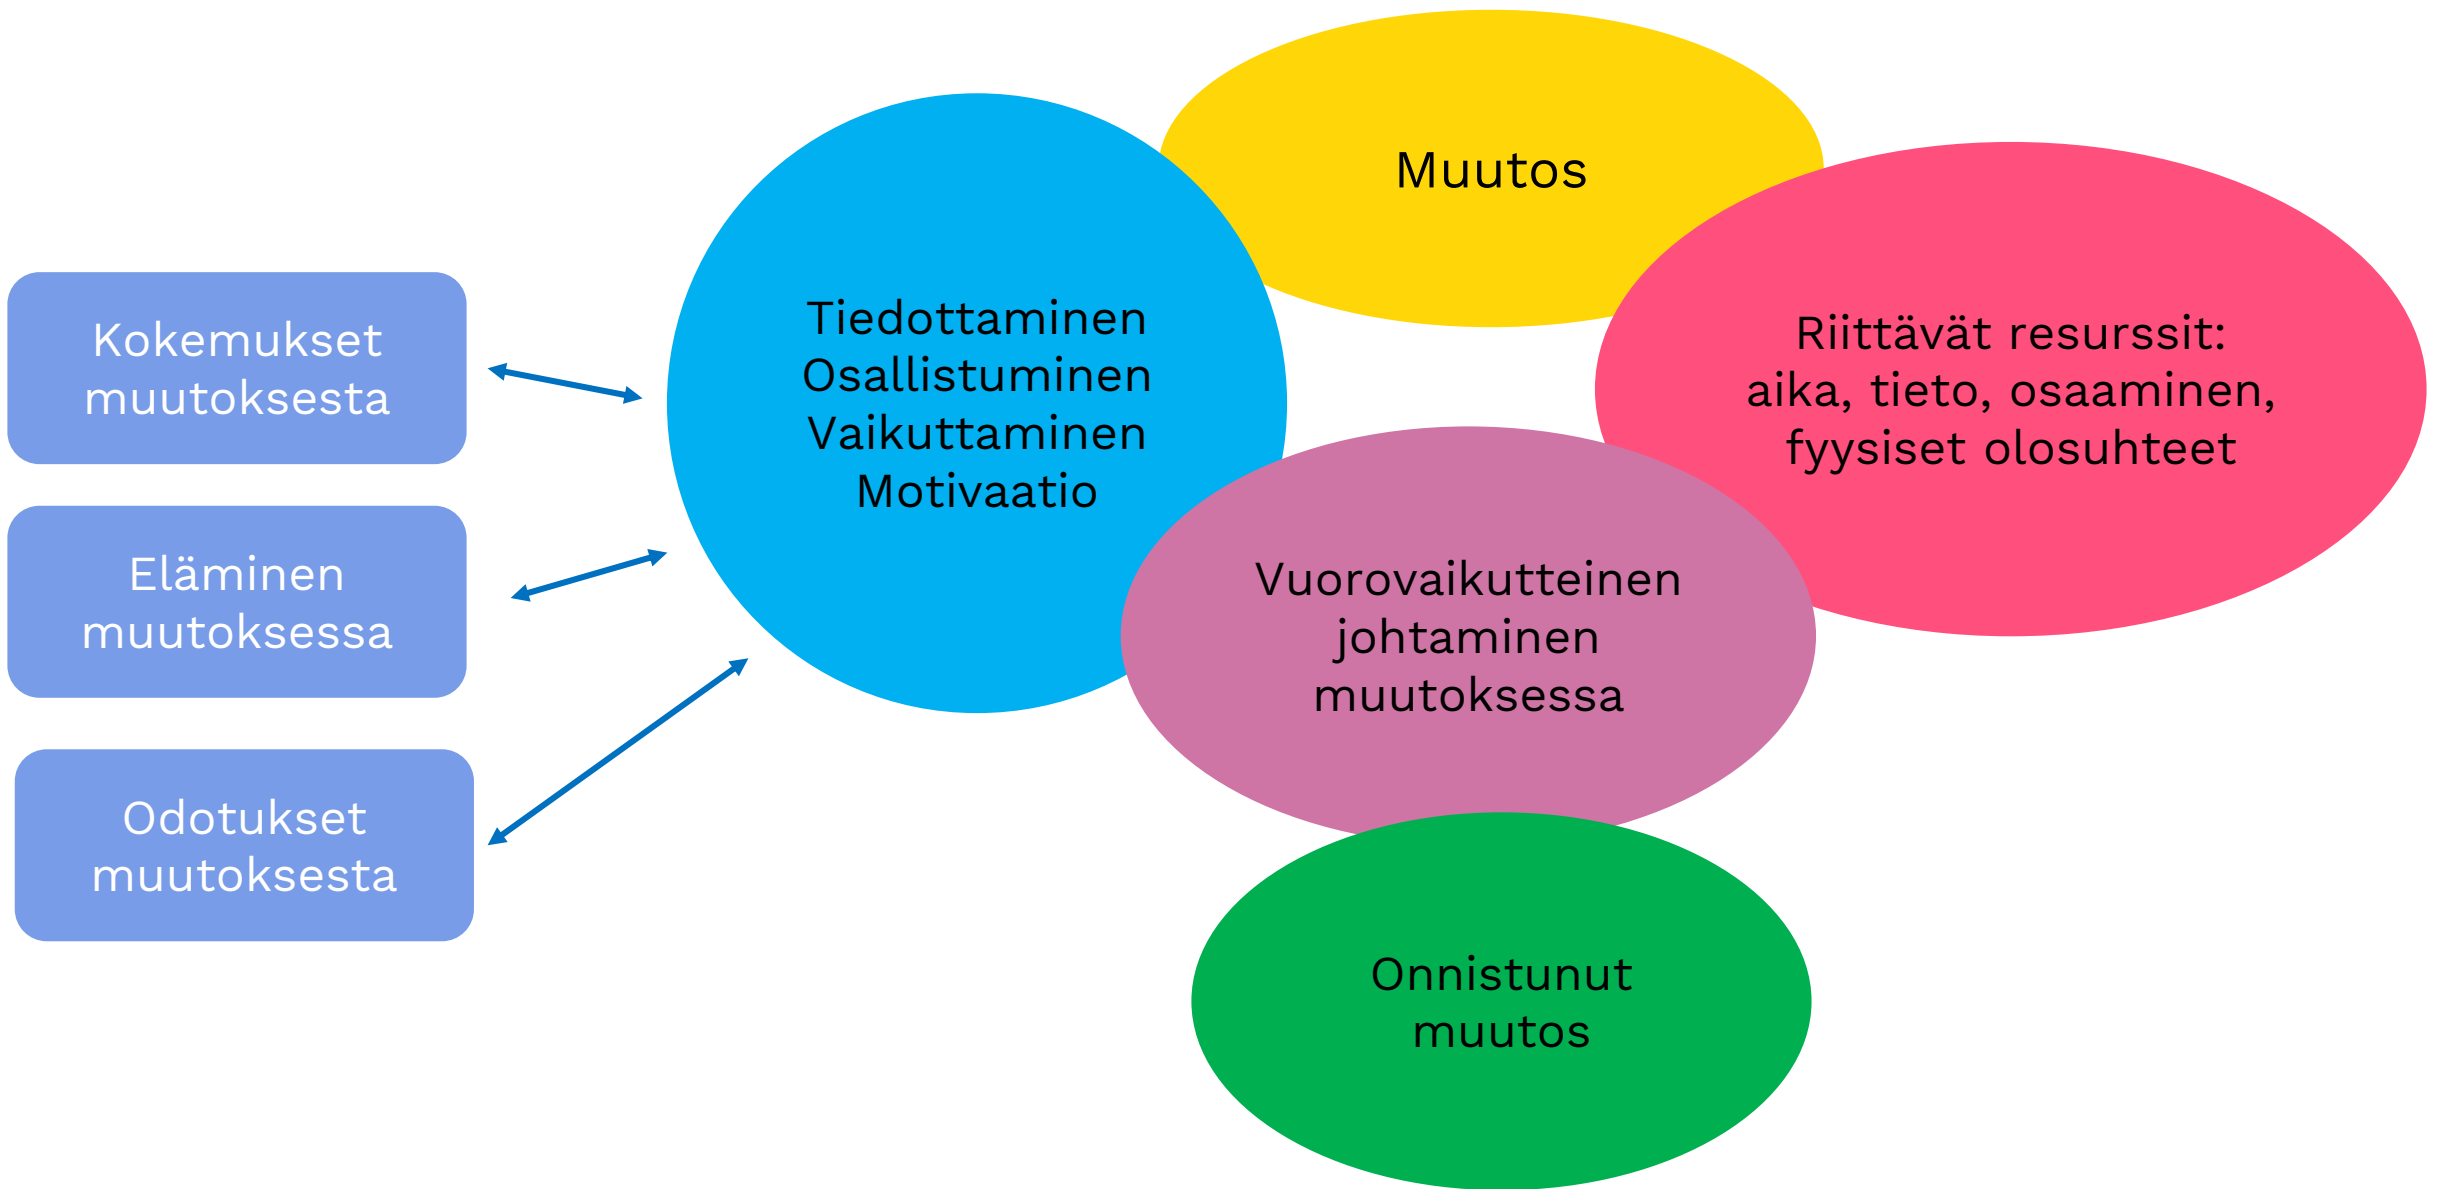 Muutos
Tiedottaminen
Osallistuminen
Vaikuttaminen
Motivaatio
Riittävät resurssit:
aika, tieto, osaaminen,
fyysiset olosuhteet
Kokemukset
muutoksesta
Eläminen
muutoksessa
Odotukset
muutoksesta
Vuorovaikutteinen
johtaminen
muutoksessa
Onnistunut
muutos